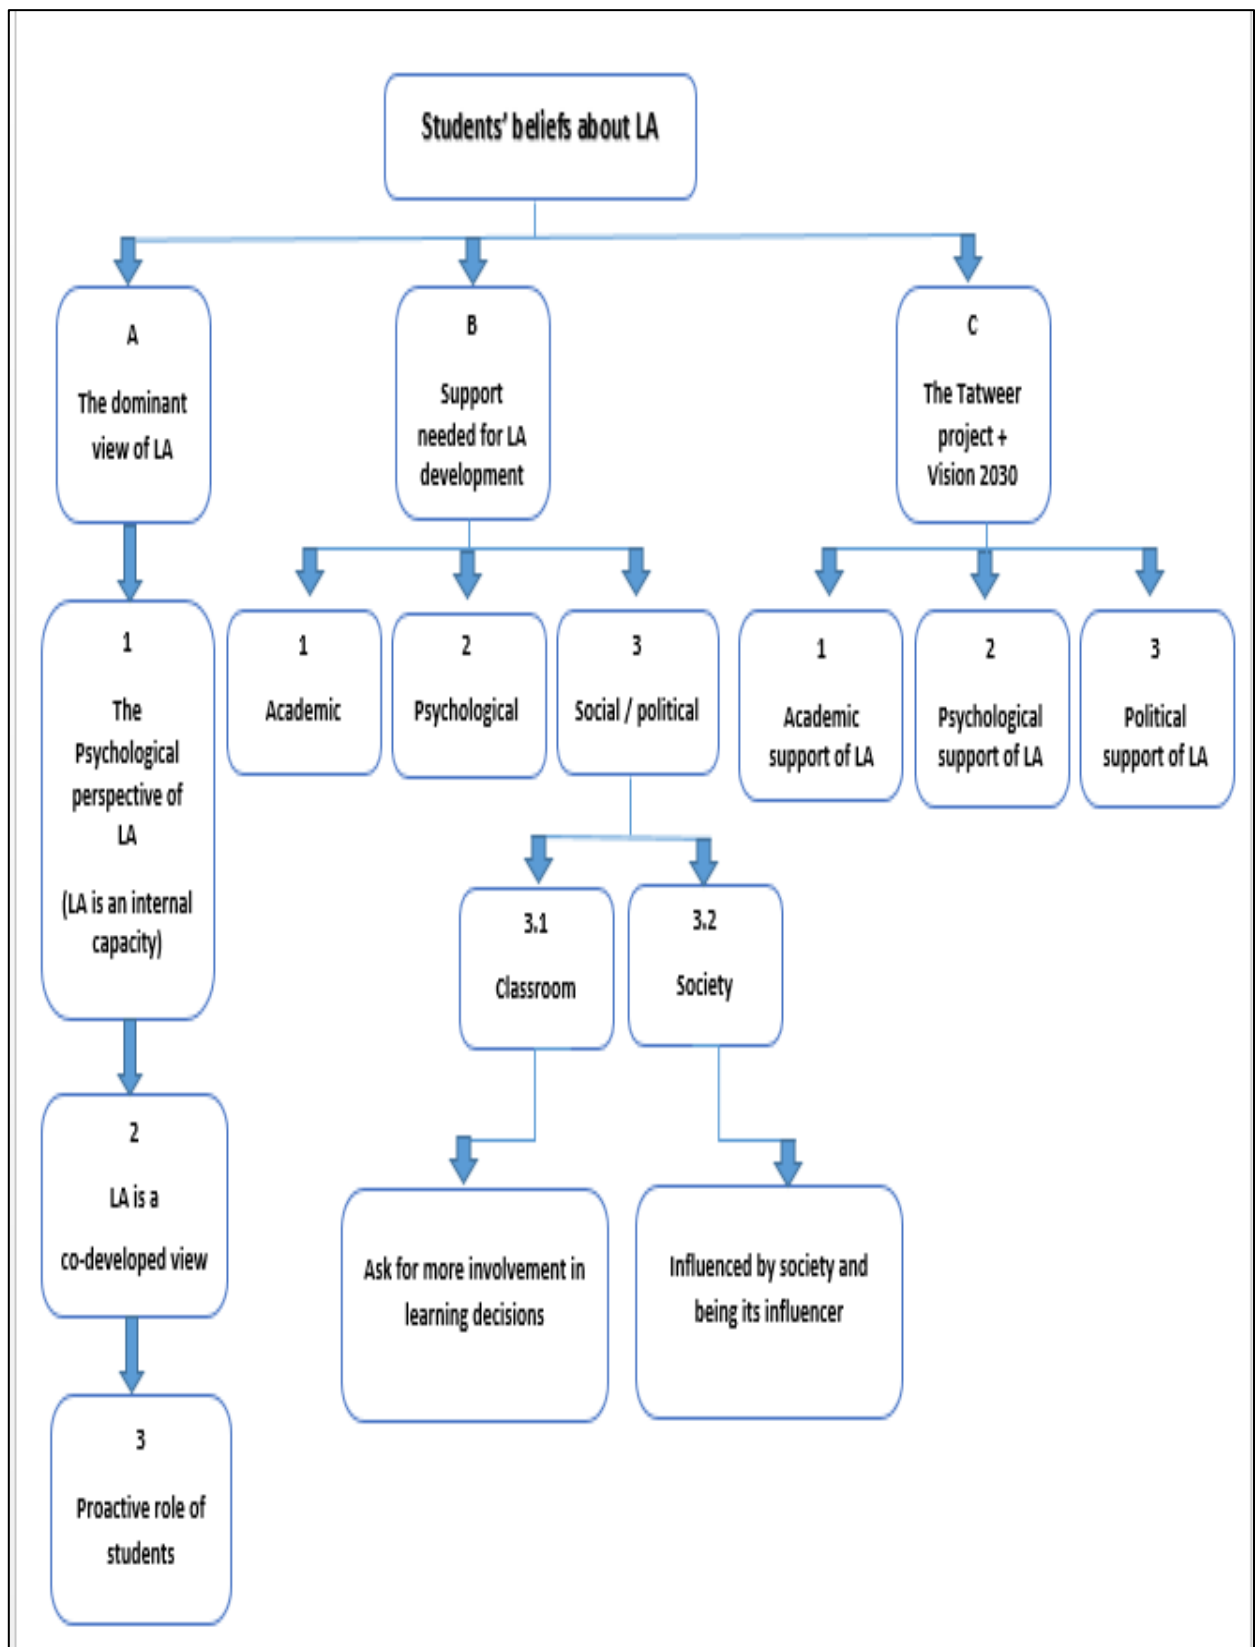 Students' beliefs about LA
A
The dominant
view of LA
B
Support
needed for LA
development
C
The Tatweer
project +
Vision 2030
1
The
Psychological
perspective of
LA
(LA is an internal
capacity)
2
LA is a
co-developed view
3
Proactive role of
students
1
Academic
2
Psychological
3
Social / political
3.1
Classroom
3.2
Society
Ask for more involvement in
learning decisions
Influenced by society and
being its influencer
1
Academic
support of LA
2
Psychological
support of LA
3
Political
support of LA